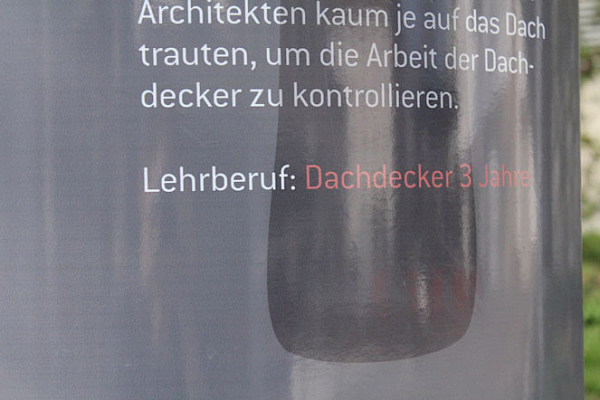 Architekten kaum je auf das Dach
trauten, um die Arbeit der Dach-
decker zu kontrollieren.
Lehrberuf: Dachdecker 3 Jahre